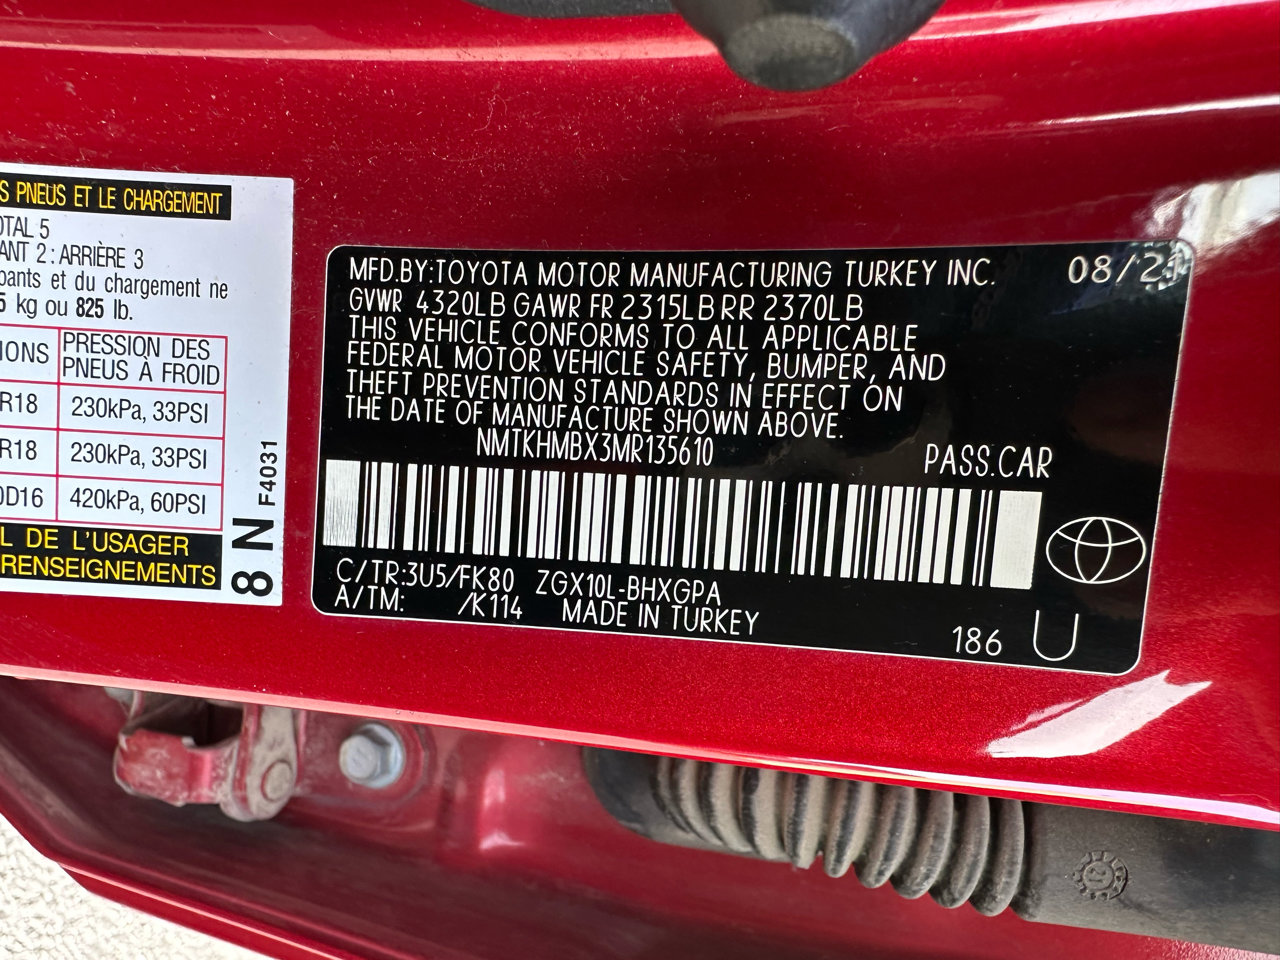 S PNEUS ET LE CHARGEMENT
OTAL 5
ANT 2 : ARRIÈRE 3
pants et du chargement ne
5 kg ou 825 lb.
IONS PRESSION DES PNEUS À FROID
R18 230kPa, 33PSI
R18 230kPa, 33PSI
0D16 420kPa, 60PSI
L DE L'USAGER
RENSEIGNEMENTS
8 N F4031
MFD.BY:TOYOTA MOTOR MANUFACTURING TURKEY INC. 08/2
GVWR 4320LB GAWR FR 2315LB RR 2370LB
THIS VEHICLE CONFORMS TO ALL APPLICABLE
FEDERAL MOTOR VEHICLE SAFETY, BUMPER, AND
THEFT PREVENTION STANDARDS IN EFFECT ON
THE DATE OF MANUFACTURE SHOWN ABOVE.
NMTKHMBX3MR135610 PASS.CAR
C/TR:3U5/FK80 ZGX10L-BHXGPA
A/TM: /K114 MADE IN TURKEY
186 U
12